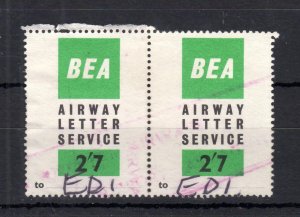 BEA BEA
AIRWAY AIRWAY
LETTER LETTER
SERVICE SERVICE
2'7 2'7
to EDI to EDI